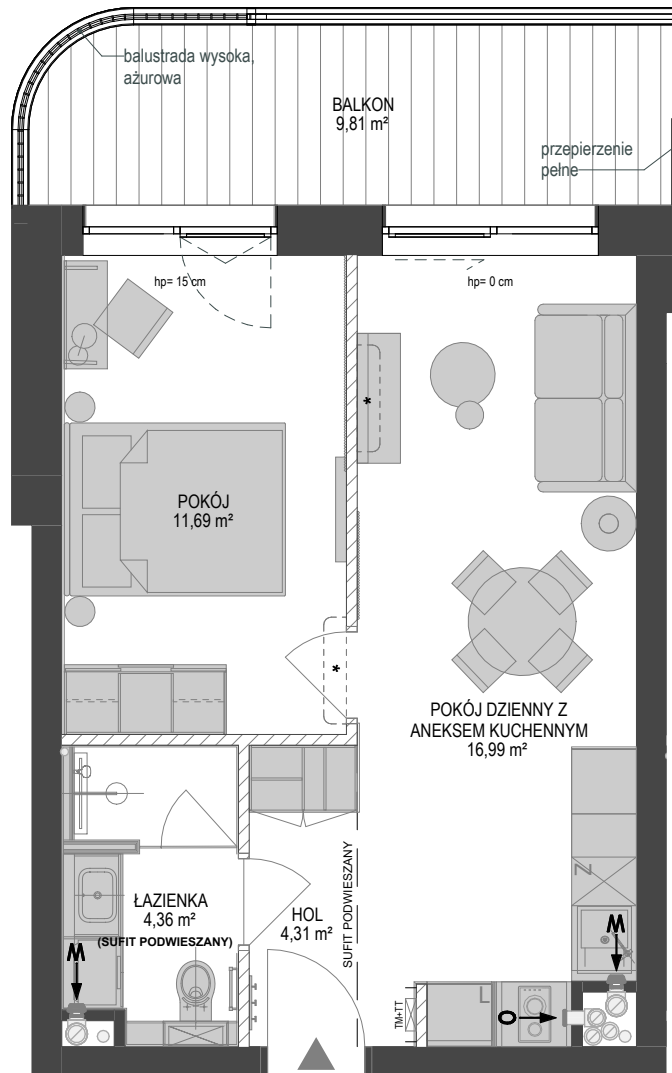 balustrada wysoka,
ażurowa
BALKON
9,81 m²
przepierzenie
pełne
hp= 15 cm
hp= 0 cm
*
POKÓJ
11,69 m²
*
POKÓJ DZIENNY Z
ANEKSEM KUCHENNYM
16,99 m²
SUFIT PODWIESZANY
Z
ŁAZIENKA
4,36 m²
(SUFIT PODWIESZANY)
HOL
4,31 m²
M
M
TM+TT
L
O